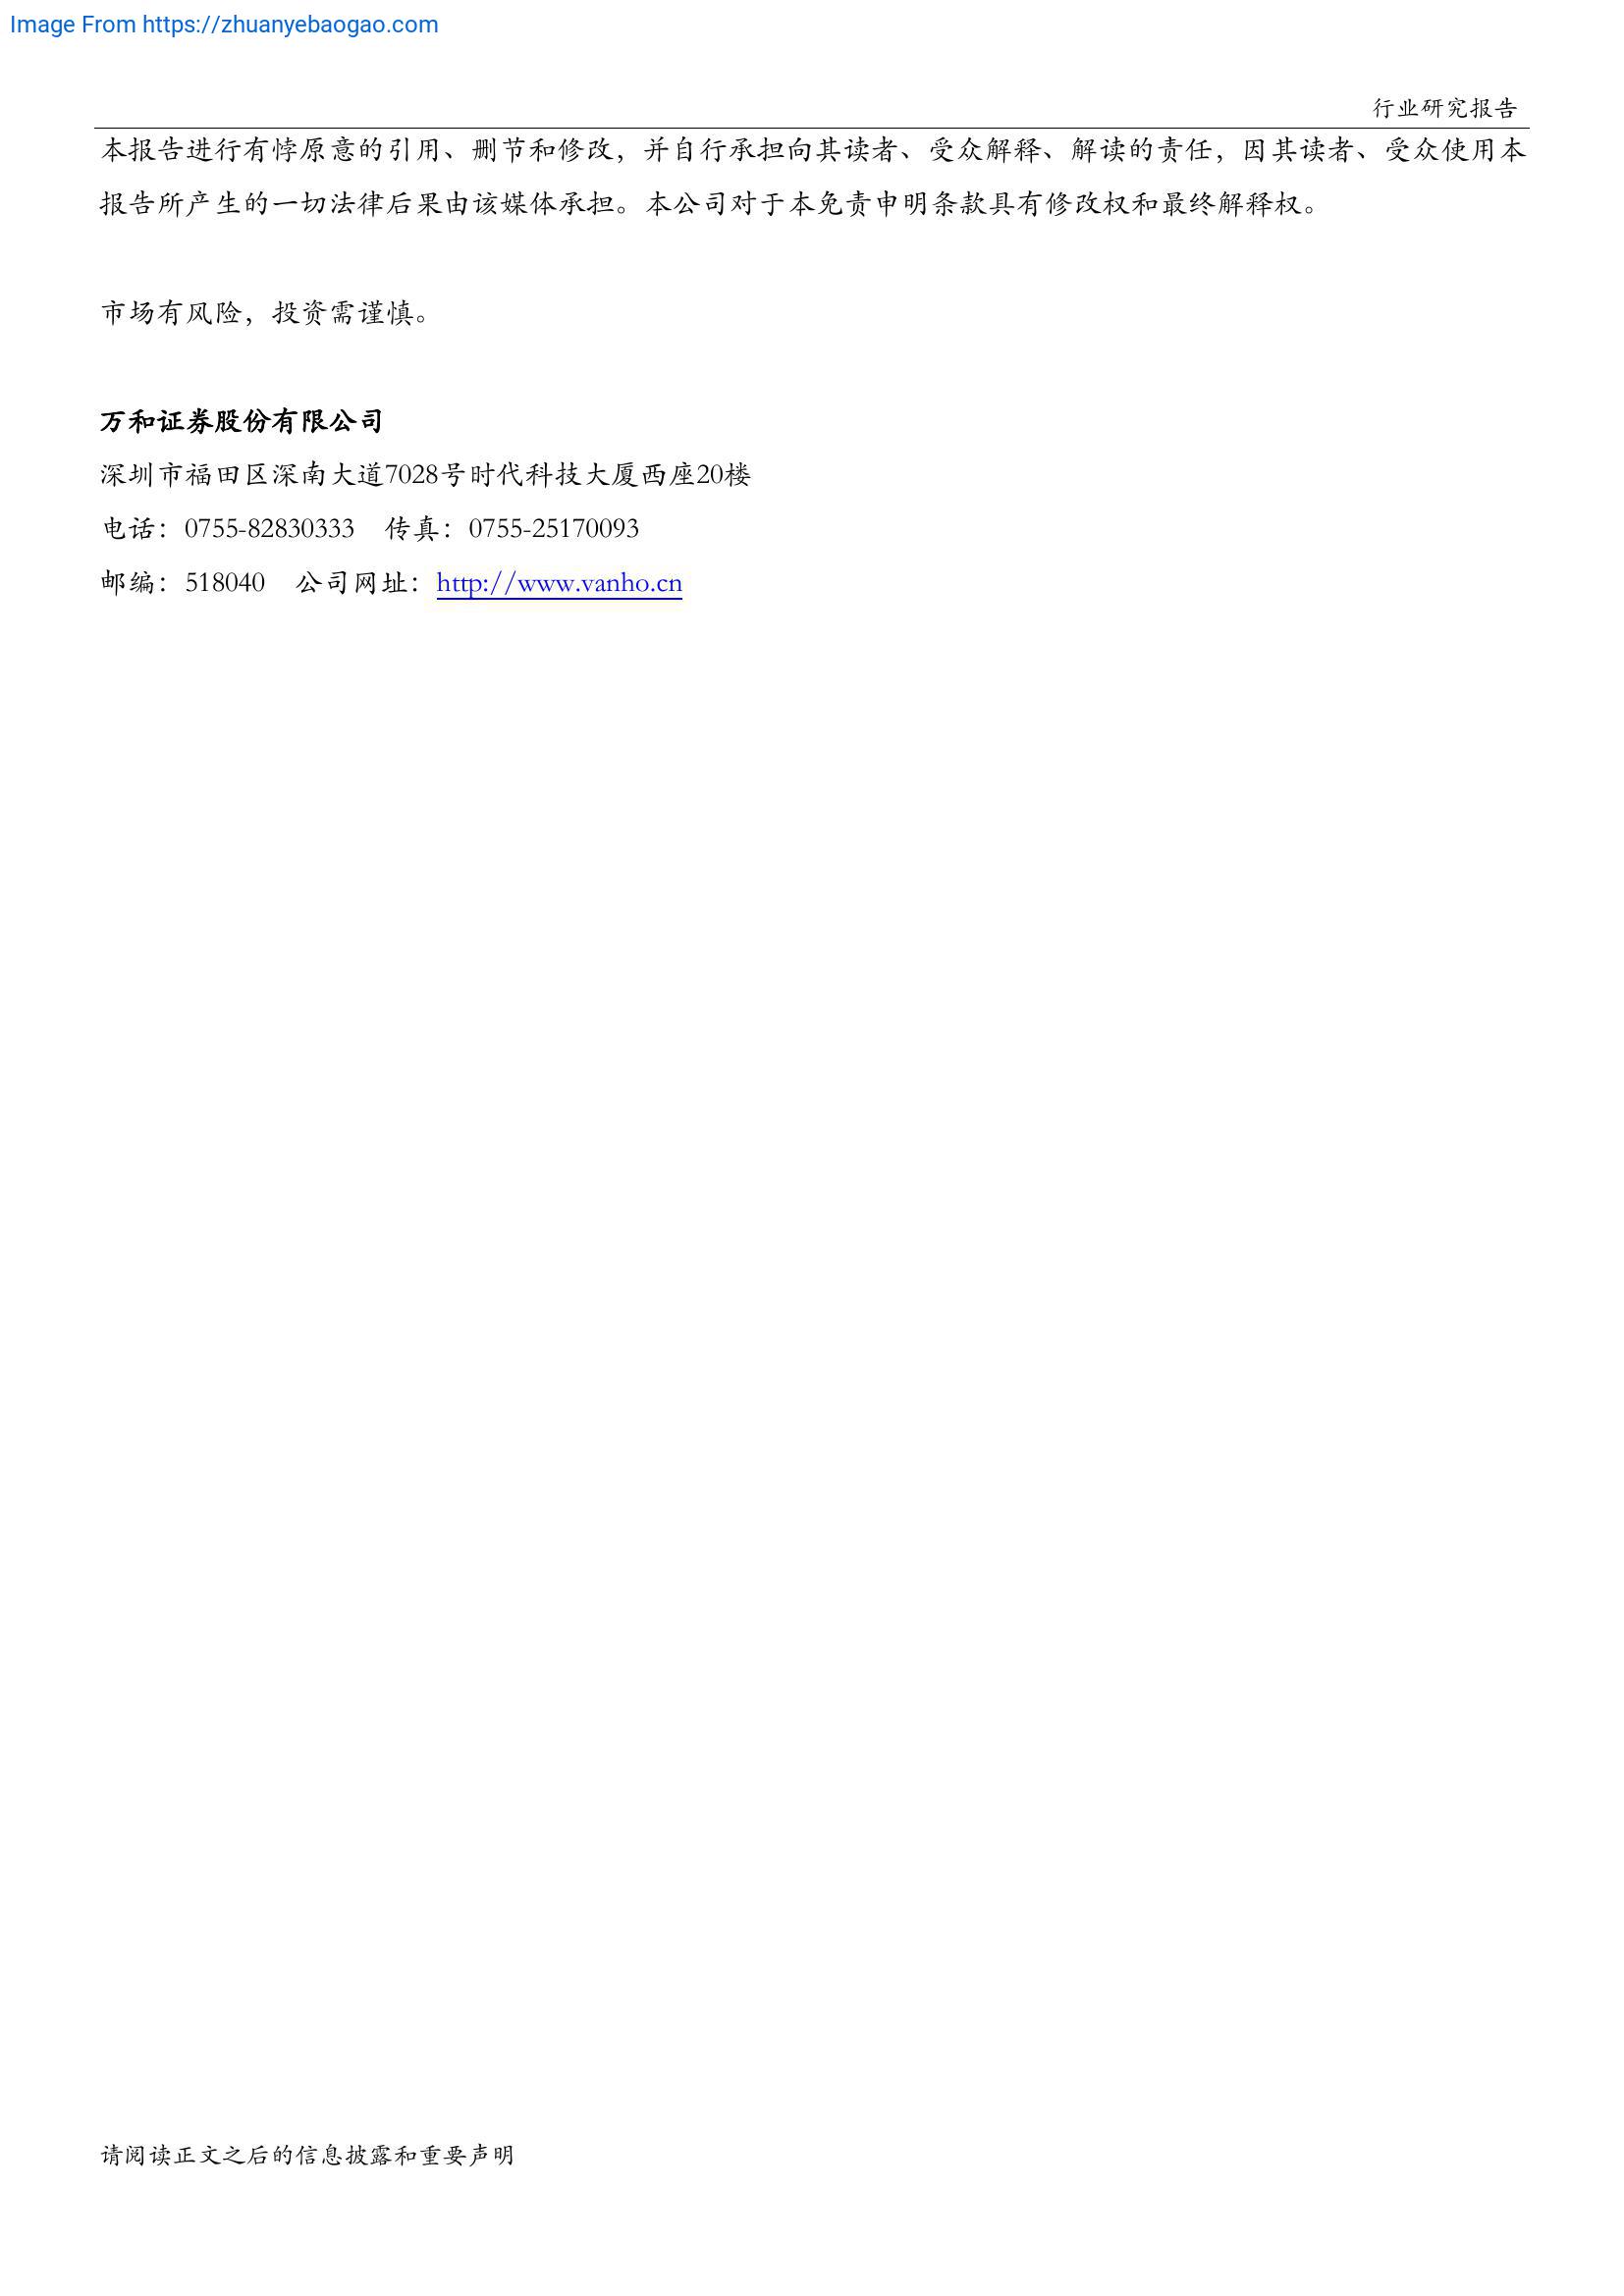 Image From https://zhuanyebaogao.com
行业研究报告
本报告进行有悖原意的引用、删节和修改，并自行承担向其读者、受众解释、解读的责任，因其读者、受众使用本
报告所产生的一切法律后果由该媒体承担。本公司对于本免责申明条款具有修改权和最终解释权。
市场有风险，投资需谨慎。
万和证券股份有限公司
深圳市福田区深南大道7028号时代科技大厦西座20楼
电话：0755-82830333　传真：0755-25170093
邮编：518040　公司网址：http://www.vanho.cn
请阅读正文之后的信息披露和重要声明